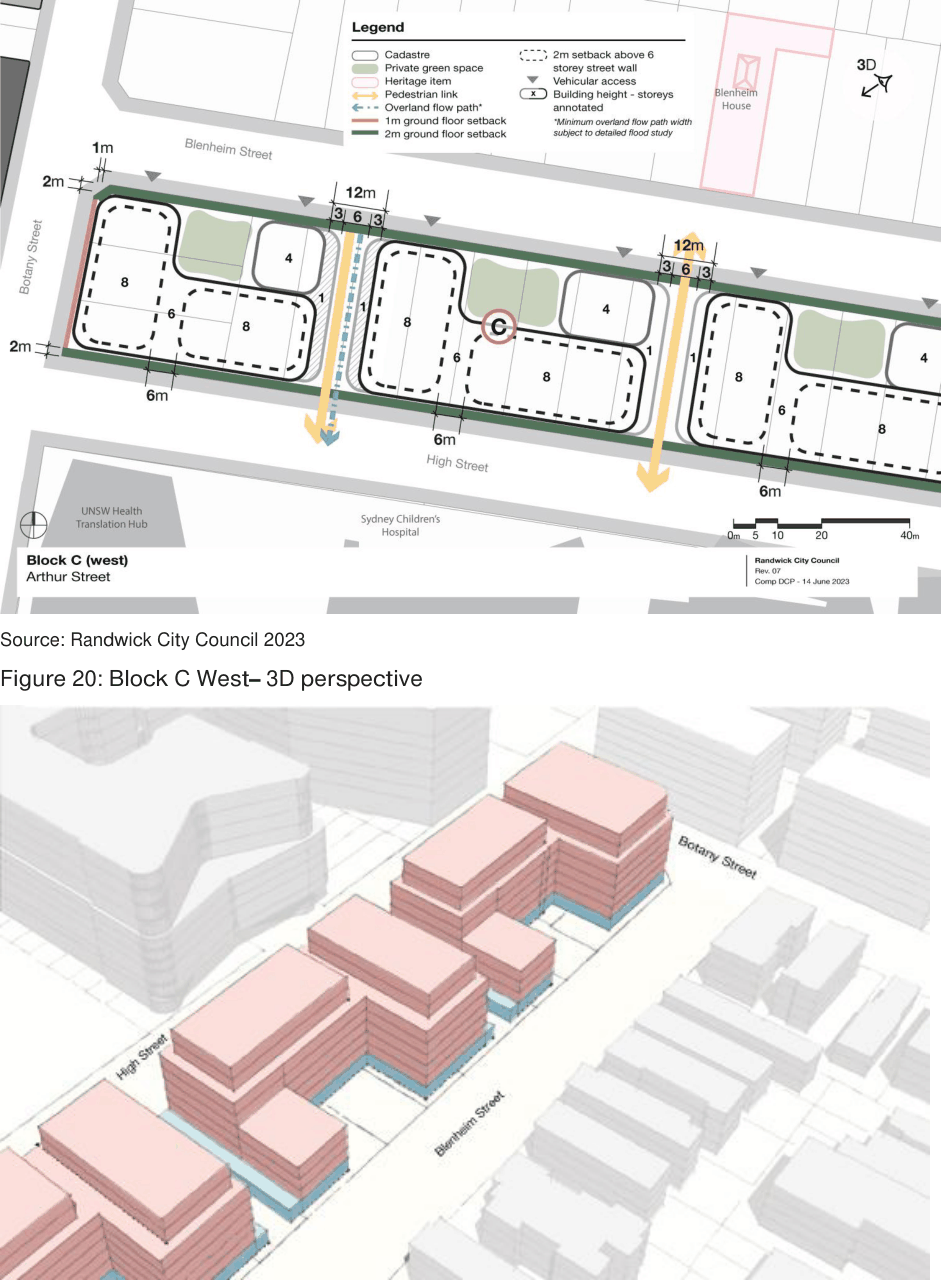 Legend
Cadastre
Private green space
Heritage item
Pedestrian link
Overland flow path*
1m ground floor setback
2m ground floor setback
2m setback above 6
storey street wall
Vehicular access
x
Building height - storeys
annotated
*Minimum overland flow path width
subject to detailed flood study
3D
Blenheim
House
Blenheim Street
1m
2m
12m
3 6 3
12m
3 6 3
Botany Street
8
4
1
6
8
1
8
C
4
6
8
1
1
8
4
6
8
2m
6m
6m
6m
High Street
UNSW Health
Translation Hub
Sydney Children's
Hospital
0m 5 10 20 40m
Block C (west)
Arthur Street
Randwick City Council
Rev. 07
Comp DCP - 14 June 2023
Source: Randwick City Council 2023
Figure 20: Block C West– 3D perspective
Botany Street
High Street
Blenheim Street